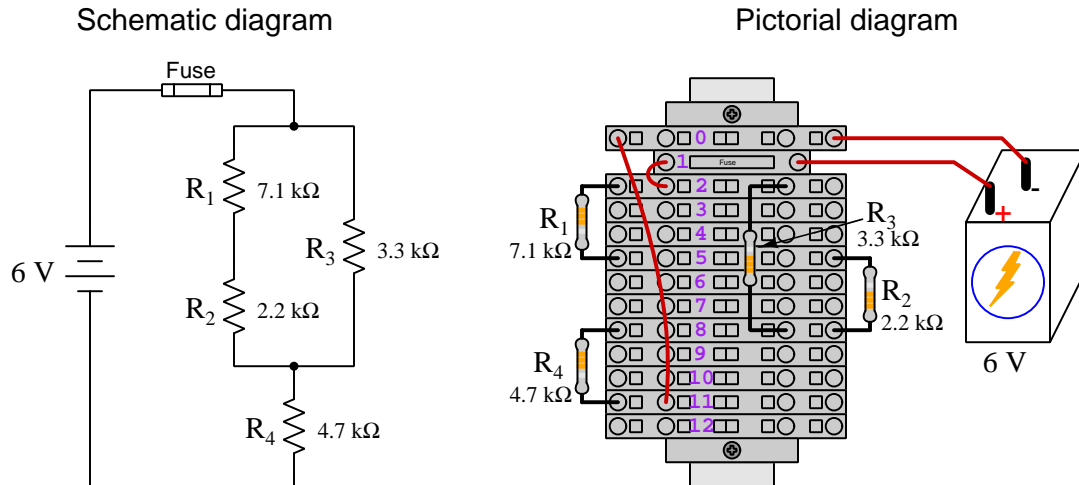 Schematic diagram
Fuse
R1
7.1 kΩ
R3
3.3 kΩ
6 V
R2
2.2 kΩ
R4
4.7 kΩ
Pictorial diagram
0
1 Fuse
2
3
4
5
6
7
8
9
10
11
12
R1
7.1 kΩ
R3
3.3 kΩ
R2
2.2 kΩ
R4
4.7 kΩ
-
+
6 V